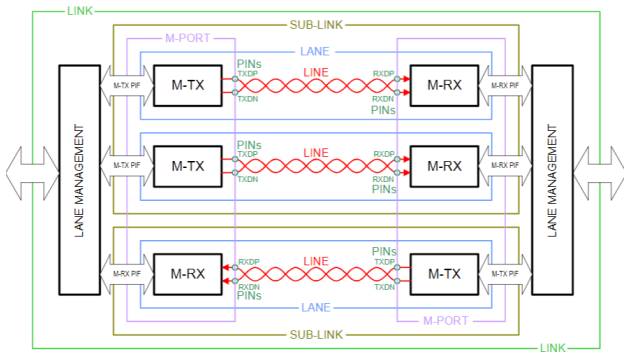 LINK
SUB-LINK
M-PORT
LANE
PINs
TXDP
LINE
RXDP
M-TX PIF
M-TX
M-RX
M-RX PIF
TXDN
RXDN
PINs
LANE MANAGEMENT
LANE MANAGEMENT
PINs
TXDP
LINE
RXDP
M-TX PIF
M-TX
M-RX
M-RX PIF
TXDN
RXDN
PINs
PINs
RXDP
LINE
TXDP
M-RX PIF
M-RX
M-TX
M-TX PIF
RXDN
TXDN
PINs
LANE
M-PORT
SUB-LINK
LINK